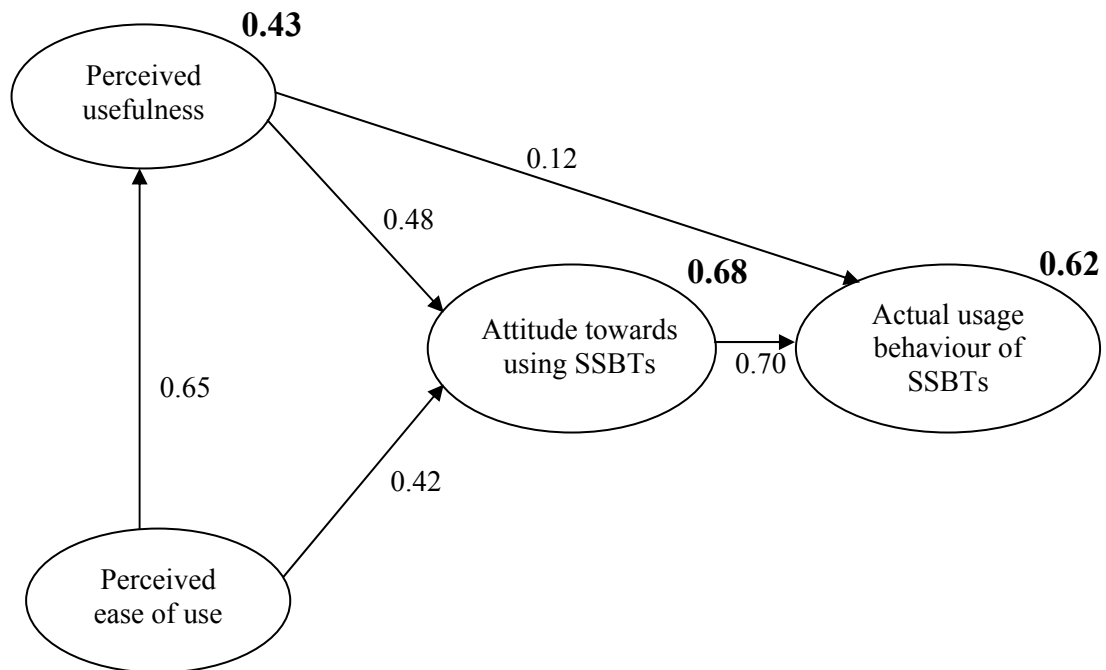 0.43
Perceived
usefulness
0.12
0.48
0.68
0.62
Attitude towards
using SSBTs
Actual usage
behaviour of
SSBTs
0.70
0.65
0.42
Perceived
ease of use